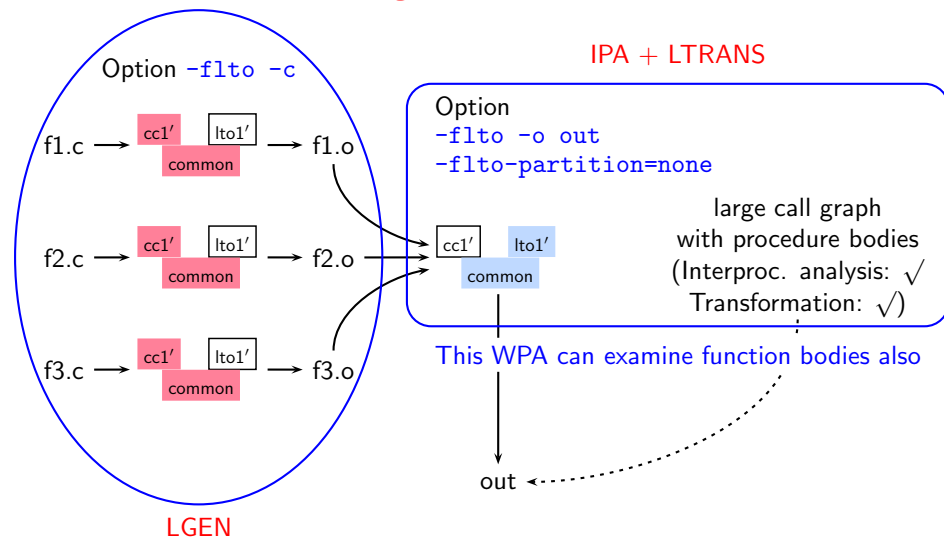 IPA + LTRANS
Option -flto -c
Option
-flto -o out
-flto-partition=none
f1.c
cc1′
lto1′
common
f1.o
large call graph
with procedure bodies
(Interproc. analysis: √
Transformation: √)
f2.c
cc1′
lto1′
common
f2.o
cc1′
lto1′
common
f3.c
cc1′
lto1′
common
f3.o
This WPA can examine function bodies also
out
LGEN